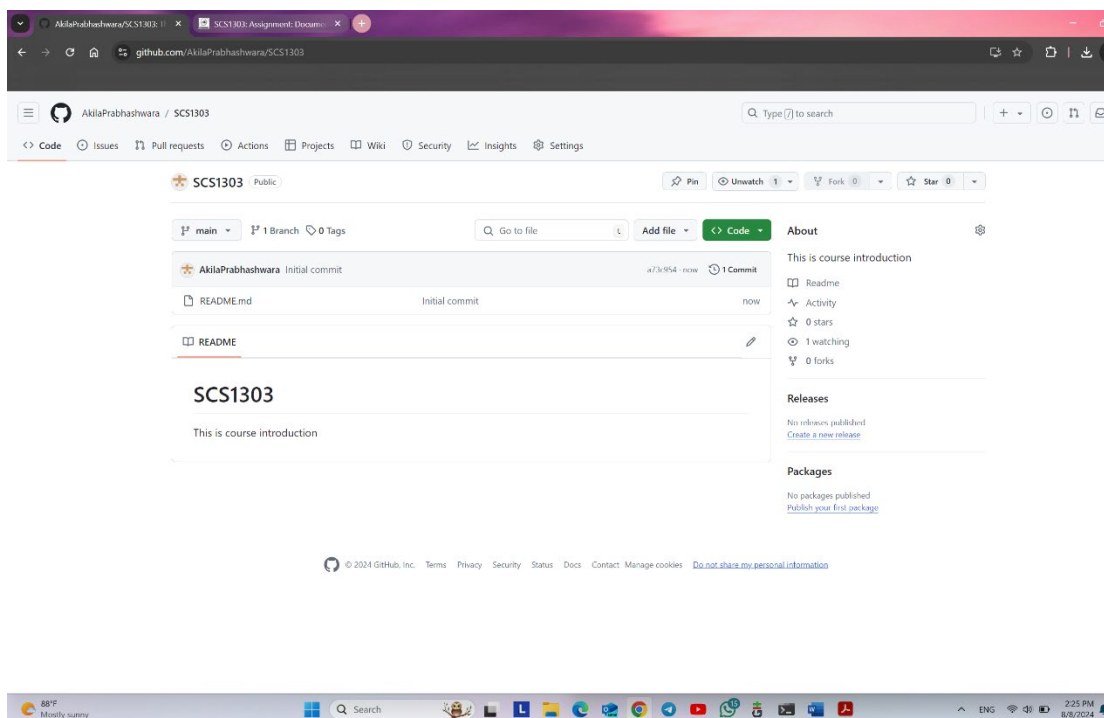 AkilaPrabhashwara/SCS1303: T
SCS1303: Assignment: Docume
github.com/AkilaPrabhashwara/SCS1303
AkilaPrabhashwara / SCS1303
Type / to search
Code Issues Pull requests Actions Projects Wiki Security Insights Settings
SCS1303 Public
Pin Unwatch 1 Fork 0 Star 0
main 1 Branch 0 Tags Go to file Add file Code
About
This is course introduction
AkilaPrabhashwara Initial commit a73c954 · now 1 Commit
README.md Initial commit now
Readme
Activity
0 stars
1 watching
0 forks
README
SCS1303
This is course introduction
Releases
No releases published
Create a new release
Packages
No packages published
Publish your first package
© 2024 GitHub, Inc. Terms Privacy Security Status Docs Contact Manage cookies Do not share my personal information
88°F
Mostly sunny
Search
ENG
2:25 PM
8/8/2024